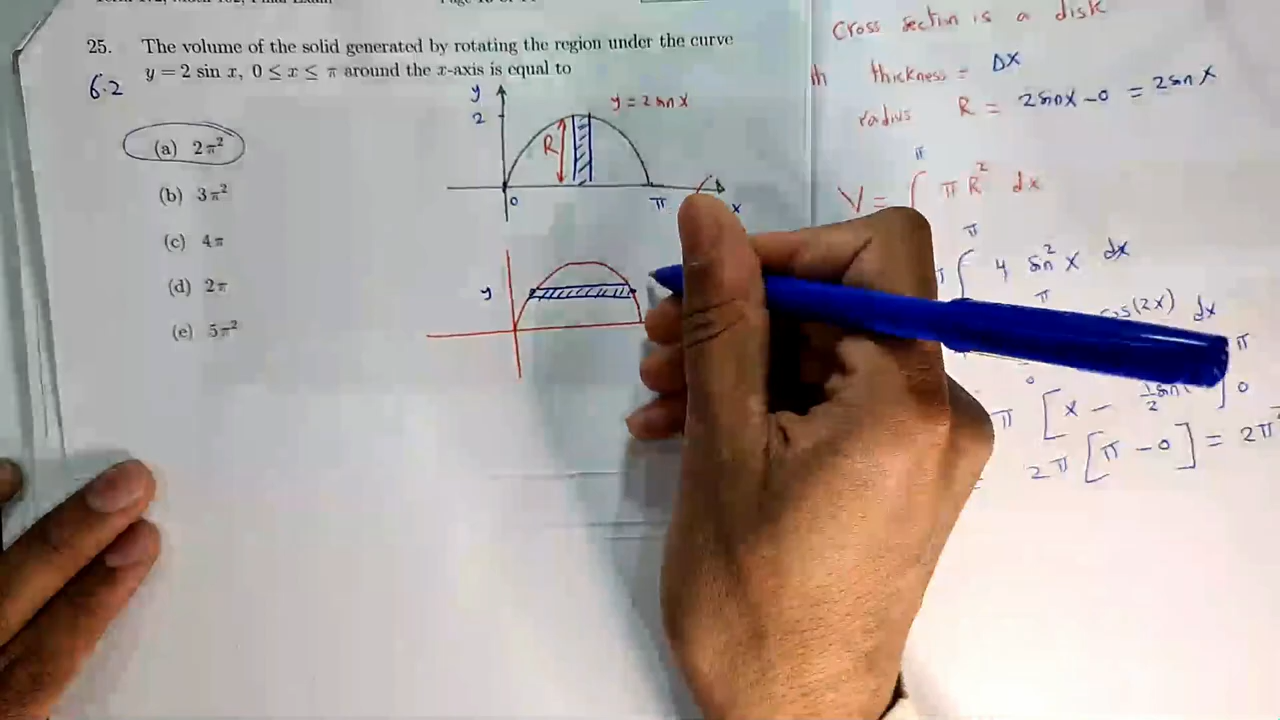 25. The volume of the solid generated by rotating the region under the curve
y = 2 sin x, 0 ≤ x ≤ π around the x-axis is equal to
6.2
(a) 2π²
(b) 3π²
(c) 4π
(d) 2π
(e) 5π²
y
2
y = 2 sin x
R
0
π
x
y
Cross section is a disk
thickness = Δx
radius R = 2 sin x - 0 = 2 sin x
V = ∫ π R² dx
π
π ∫ 4 sin² x dx
π
(2x) dx
π
0
π [x - 1/2 sin ] 0
2π [π - 0] = 2π